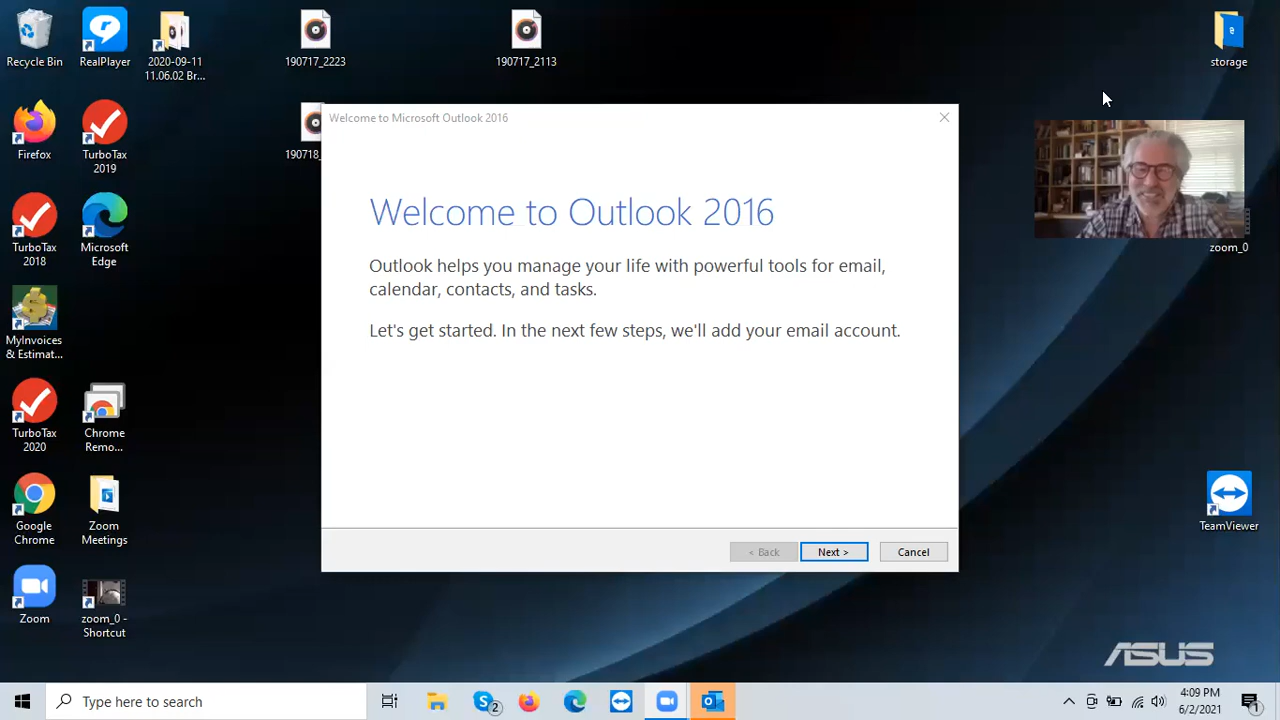 Recycle Bin
RealPlayer
2020-09-11
11.06.02 Br...
190717_2223
190717_2113
storage
Firefox
TurboTax
2019
190718_
TurboTax
2018
Microsoft
Edge
zoom_0
MyInvoices
& Estimat...
TurboTax
2020
Chrome
Remo...
Google
Chrome
Zoom
Meetings
TeamViewer
Zoom
zoom_0 -
Shortcut
Welcome to Microsoft Outlook 2016
Welcome to Outlook 2016
Outlook helps you manage your life with powerful tools for email,
calendar, contacts, and tasks.
Let's get started. In the next few steps, we'll add your email account.
< Back
Next >
Cancel
ASUS
Type here to search
2
4:09 PM
6/2/2021
1